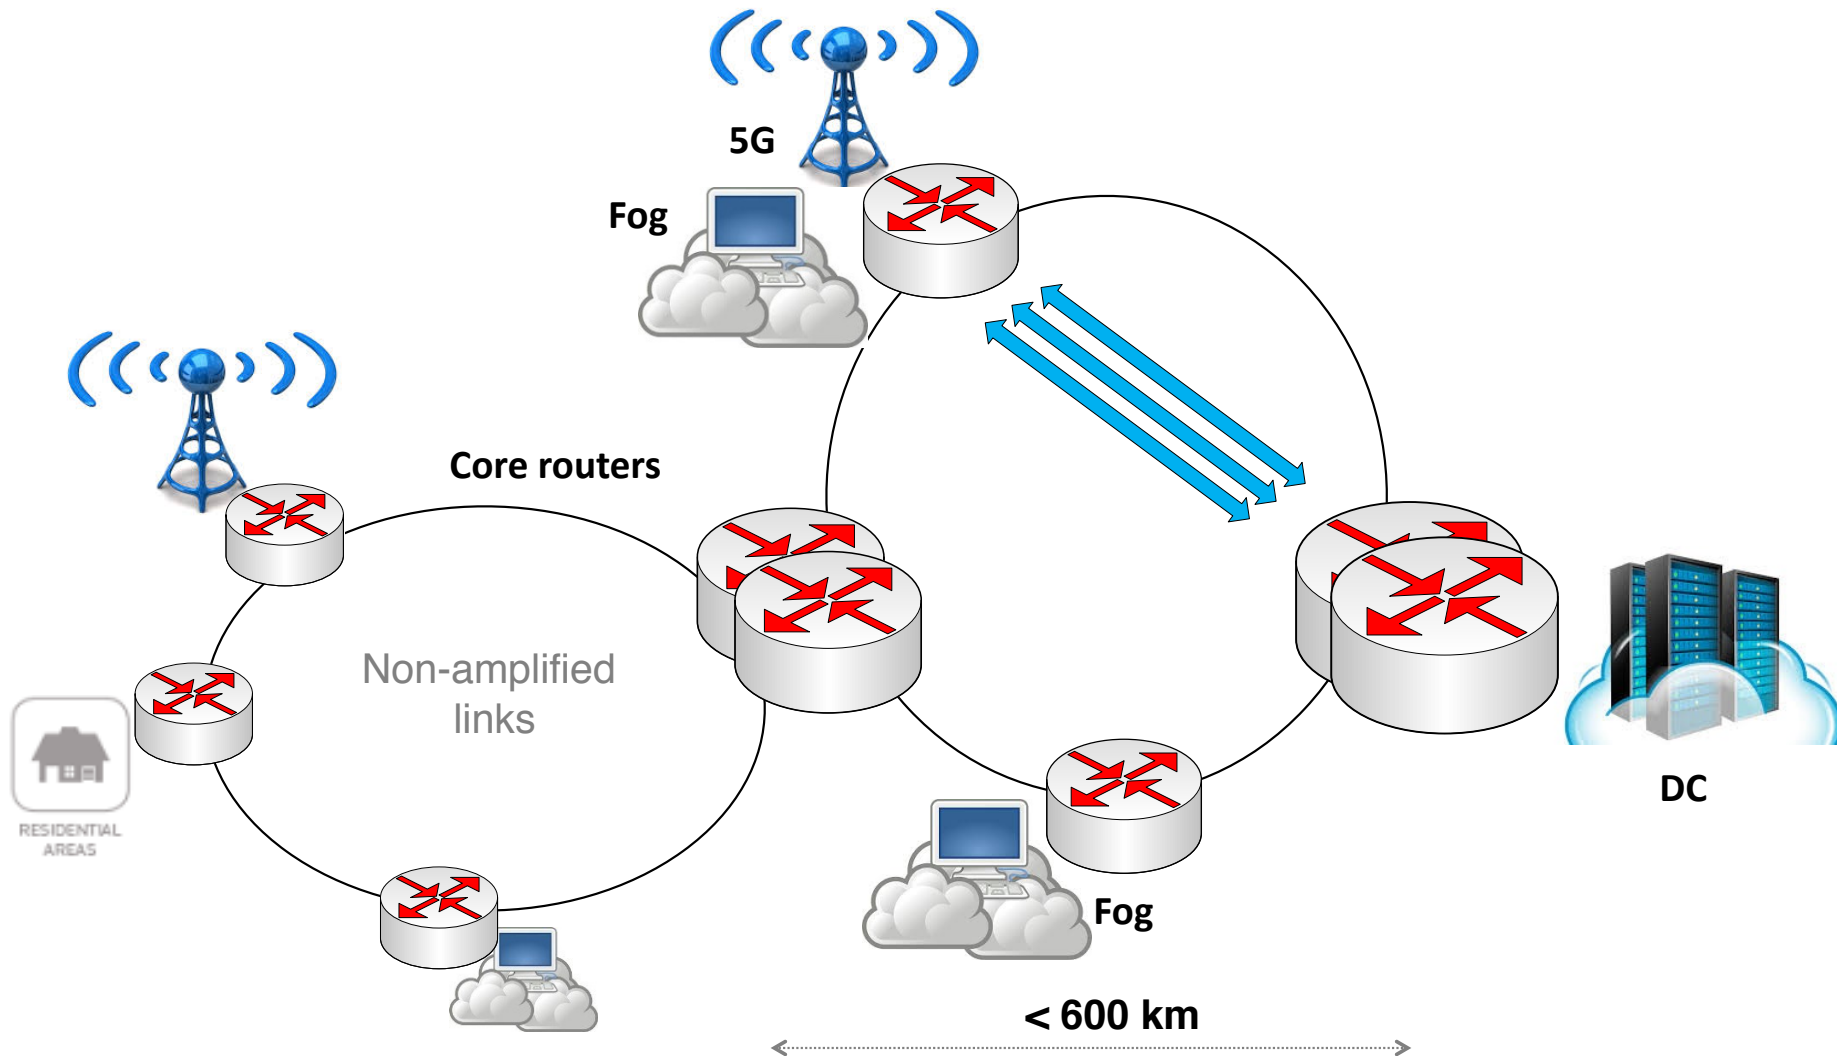 5G
Fog
Core routers
Non-amplified
links
RESIDENTIAL
AREAS
DC
Fog
< 600 km